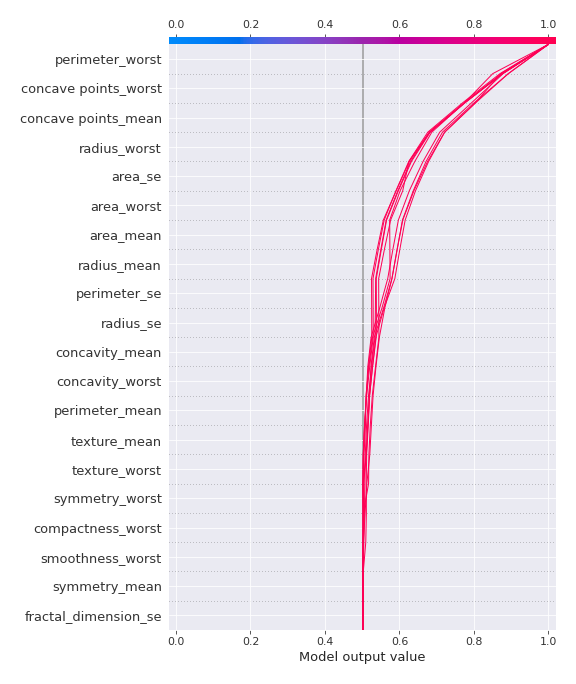 0.0 0.2 0.4 0.6 0.8 1.0
perimeter_worst
concave points_worst
concave points_mean
radius_worst
area_se
area_worst
area_mean
radius_mean
perimeter_se
radius_se
concavity_mean
concavity_worst
perimeter_mean
texture_mean
texture_worst
symmetry_worst
compactness_worst
smoothness_worst
symmetry_mean
fractal_dimension_se
0.0 0.2 0.4 0.6 0.8 1.0
Model output value